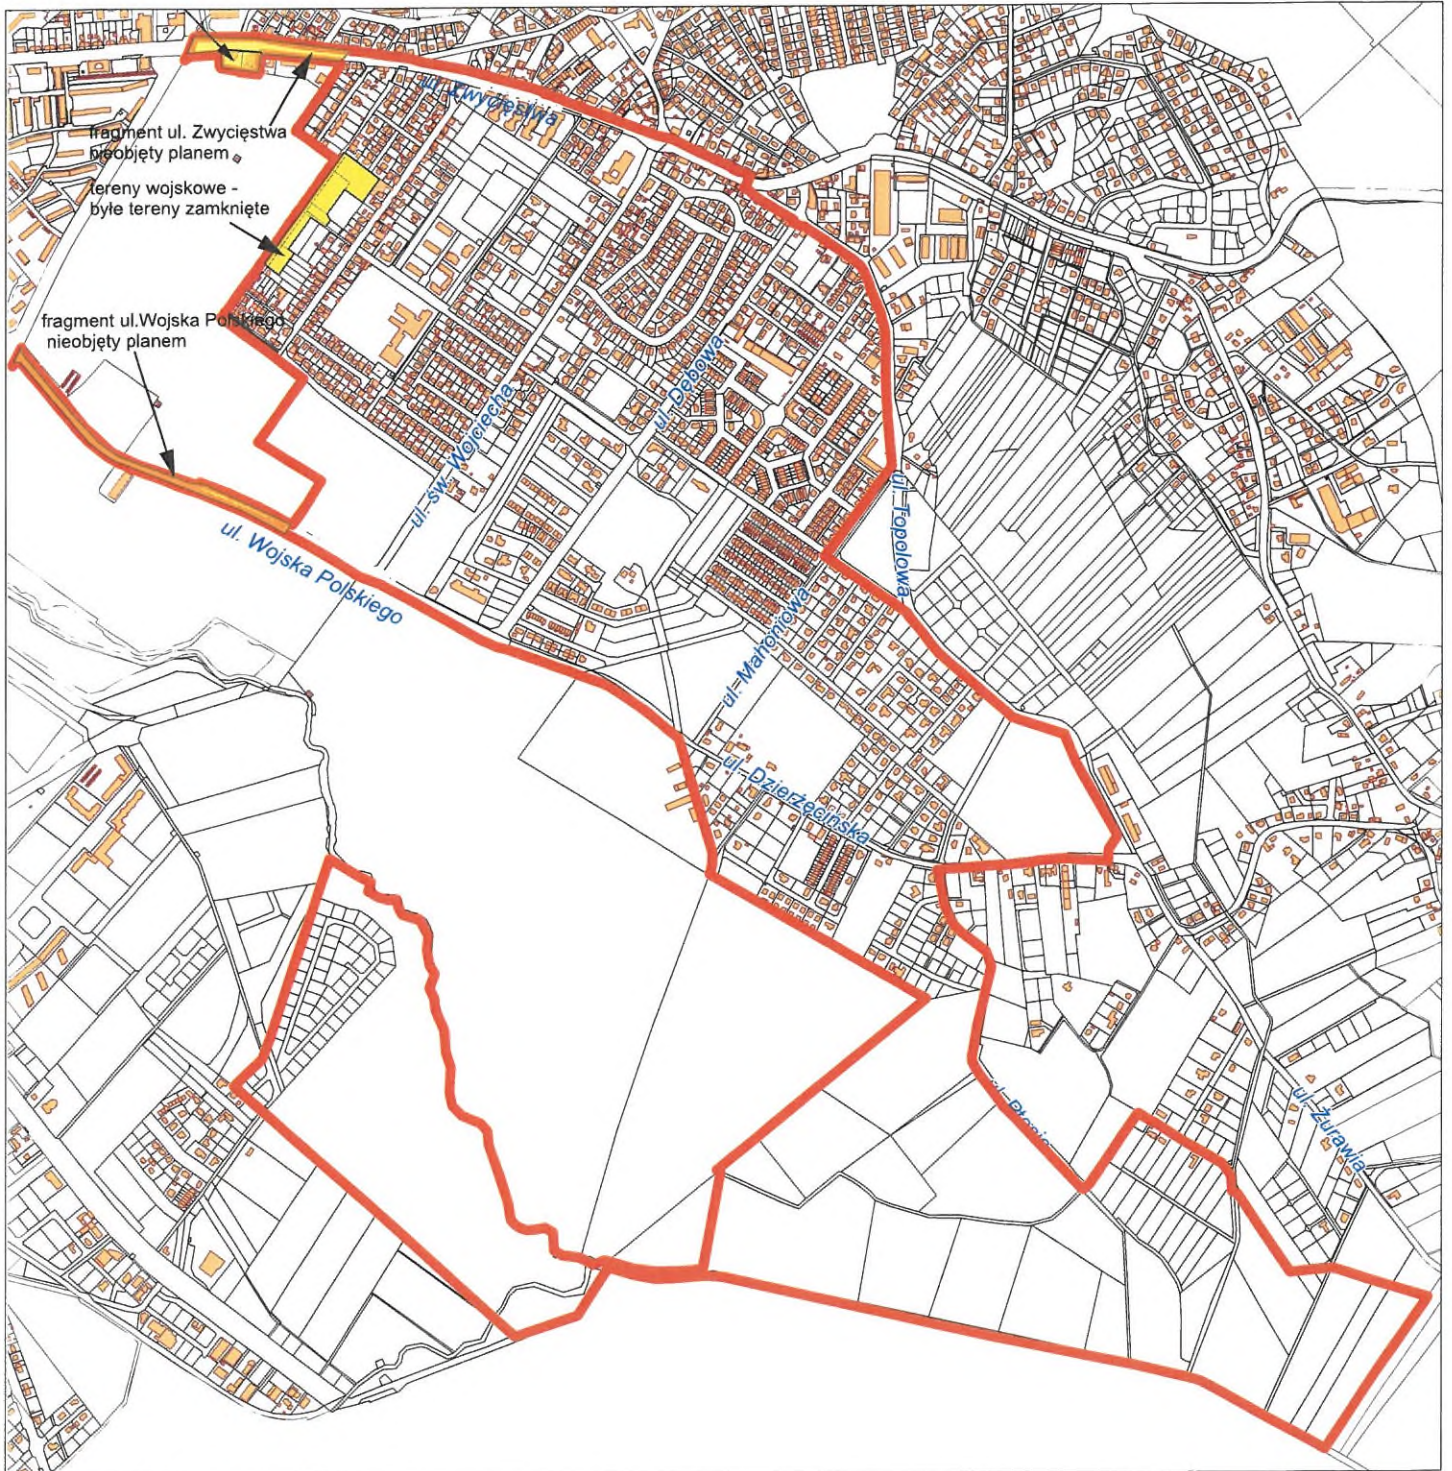 ul. Zwycięstwa
fragment ul. Zwycięstwa
nieobjęty planem
tereny wojskowe -
byłe tereny zamknięte
fragment ul.Wojska Polskiego
nieobjęty planem
ul. Dębowa
ul. św. Wojciecha
ul. Topolowa
ul. Wojska Polskiego
ul. Mahoniowa
ul. Dzierżęcińska
ul. Żurawia